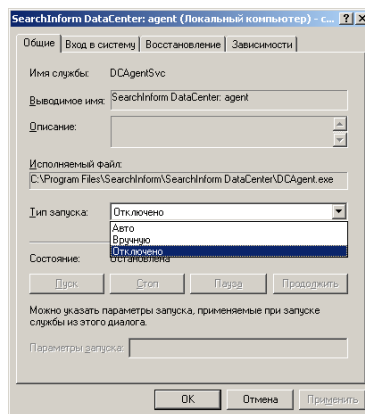 SearchInform DataCenter: agent (Локальный компьютер) - с...
Общие Вход в систему Восстановление Зависимости
Имя службы: DCAgentSvc
Выводимое имя: SearchInform DataCenter: agent
Описание:
Исполняемый файл:
C:\Program Files\SearchInform\SearchInform DataCenter\DCAgent.exe
Тип запуска: Отключено
Авто
Вручную
Отключено
Состояние: Остановлена
Пуск Стоп Пауза Продолжить
Можно указать параметры запуска, применяемые при запуске
службы из этого диалога.
Параметры запуска:
OK Отмена Применить